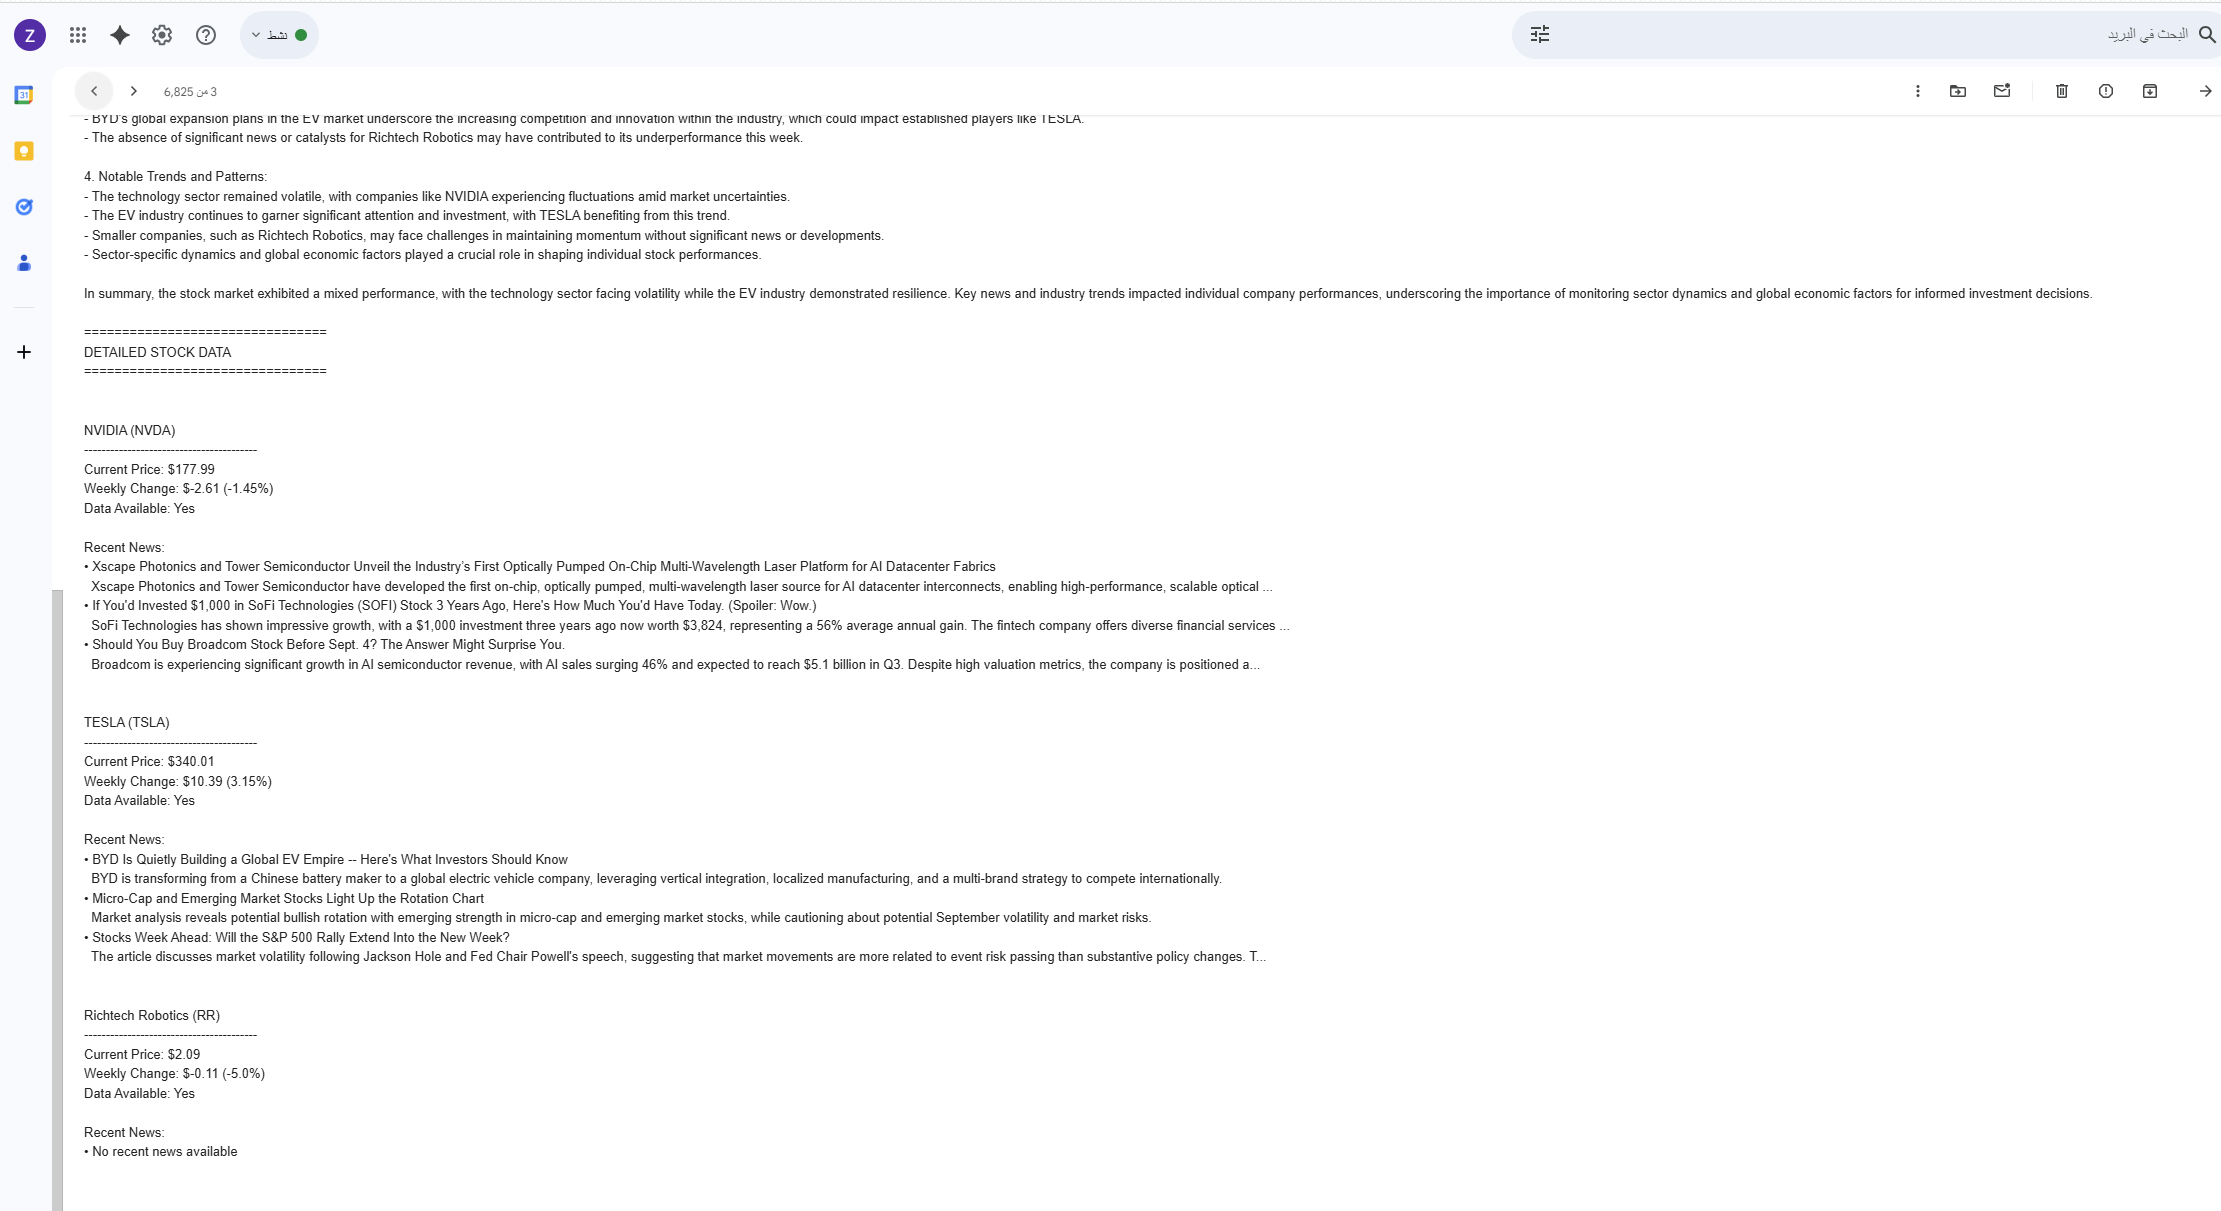 Z
نشط
البحث في البريد
31
3 من 6,825
- BYD's global expansion plans in the EV market underscore the increasing competition and innovation within the industry, which could impact established players like TESLA.
- The absence of significant news or catalysts for Richtech Robotics may have contributed to its underperformance this week.
4. Notable Trends and Patterns:
- The technology sector remained volatile, with companies like NVIDIA experiencing fluctuations amid market uncertainties.
- The EV industry continues to garner significant attention and investment, with TESLA benefiting from this trend.
- Smaller companies, such as Richtech Robotics, may face challenges in maintaining momentum without significant news or developments.
- Sector-specific dynamics and global economic factors played a crucial role in shaping individual stock performances.
In summary, the stock market exhibited a mixed performance, with the technology sector facing volatility while the EV industry demonstrated resilience. Key news and industry trends impacted individual company performances, underscoring the importance of monitoring sector dynamics and global economic factors for informed investment decisions.
================================
DETAILED STOCK DATA
================================
NVIDIA (NVDA)
----------------------------------------
Current Price: $177.99
Weekly Change: $-2.61 (-1.45%)
Data Available: Yes
Recent News:
• Xscape Photonics and Tower Semiconductor Unveil the Industry's First Optically Pumped On-Chip Multi-Wavelength Laser Platform for AI Datacenter Fabrics
Xscape Photonics and Tower Semiconductor have developed the first on-chip, optically pumped, multi-wavelength laser source for AI datacenter interconnects, enabling high-performance, scalable optical ...
• If You'd Invested $1,000 in SoFi Technologies (SOFI) Stock 3 Years Ago, Here's How Much You'd Have Today. (Spoiler: Wow.)
SoFi Technologies has shown impressive growth, with a $1,000 investment three years ago now worth $3,824, representing a 56% average annual gain. The fintech company offers diverse financial services ...
• Should You Buy Broadcom Stock Before Sept. 4? The Answer Might Surprise You.
Broadcom is experiencing significant growth in AI semiconductor revenue, with AI sales surging 46% and expected to reach $5.1 billion in Q3. Despite high valuation metrics, the company is positioned a...
TESLA (TSLA)
----------------------------------------
Current Price: $340.01
Weekly Change: $10.39 (3.15%)
Data Available: Yes
Recent News:
• BYD Is Quietly Building a Global EV Empire -- Here's What Investors Should Know
BYD is transforming from a Chinese battery maker to a global electric vehicle company, leveraging vertical integration, localized manufacturing, and a multi-brand strategy to compete internationally.
• Micro-Cap and Emerging Market Stocks Light Up the Rotation Chart
Market analysis reveals potential bullish rotation with emerging strength in micro-cap and emerging market stocks, while cautioning about potential September volatility and market risks.
• Stocks Week Ahead: Will the S&P 500 Rally Extend Into the New Week?
The article discusses market volatility following Jackson Hole and Fed Chair Powell's speech, suggesting that market movements are more related to event risk passing than substantive policy changes. T...
Richtech Robotics (RR)
----------------------------------------
Current Price: $2.09
Weekly Change: $-0.11 (-5.0%)
Data Available: Yes
Recent News:
• No recent news available